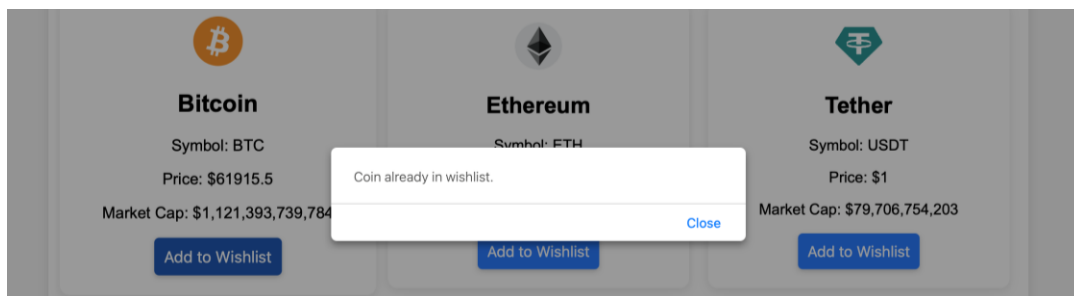 Bitcoin
Symbol: BTC
Price: $61915.5
Market Cap: $1,121,393,739,784
Add to Wishlist
Ethereum
Symbol: ETH
Add to Wishlist
Tether
Symbol: USDT
Price: $1
Market Cap: $79,706,754,203
Add to Wishlist
Coin already in wishlist.
Close